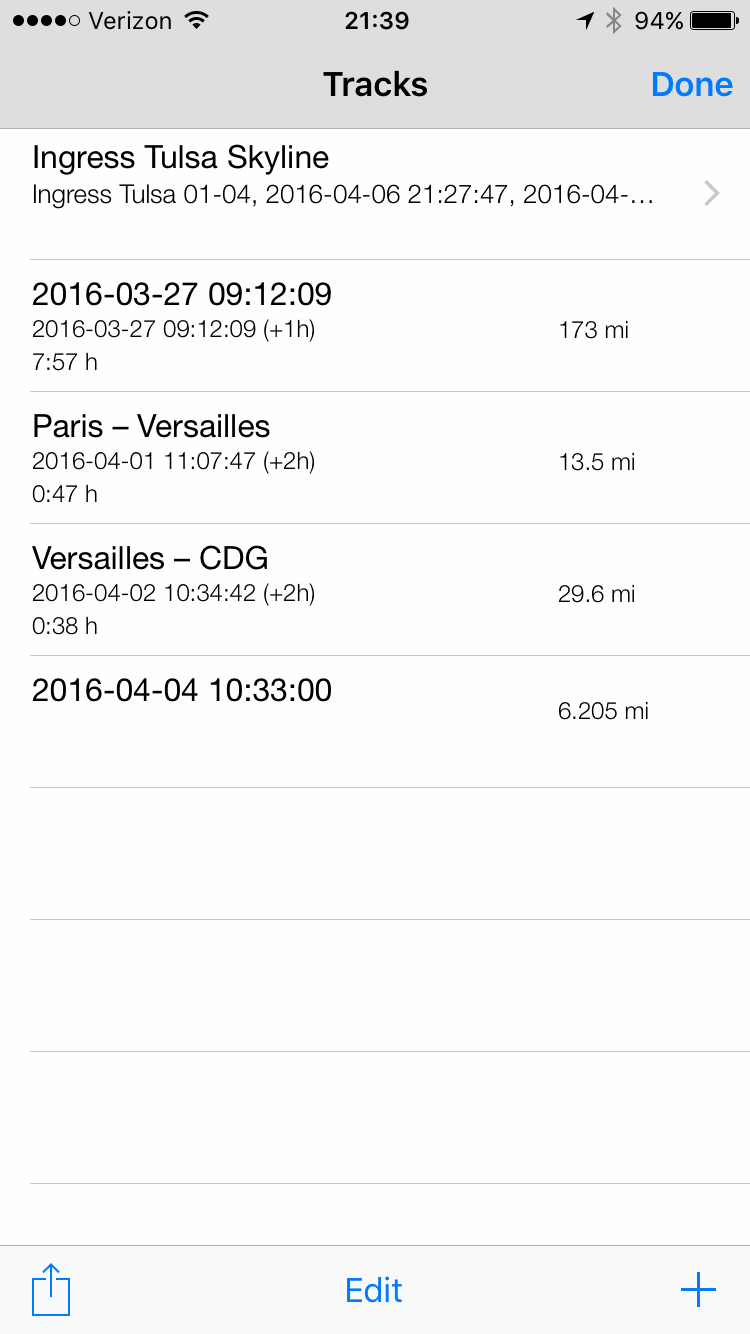 Verizon 21:39 94%
Tracks Done
Ingress Tulsa Skyline
Ingress Tulsa 01-04, 2016-04-06 21:27:47, 2016-04-…
2016-03-27 09:12:09
2016-03-27 09:12:09 (+1h) 173 mi
7:57 h
Paris – Versailles
2016-04-01 11:07:47 (+2h) 13.5 mi
0:47 h
Versailles – CDG
2016-04-02 10:34:42 (+2h) 29.6 mi
0:38 h
2016-04-04 10:33:00
6.205 mi
Edit